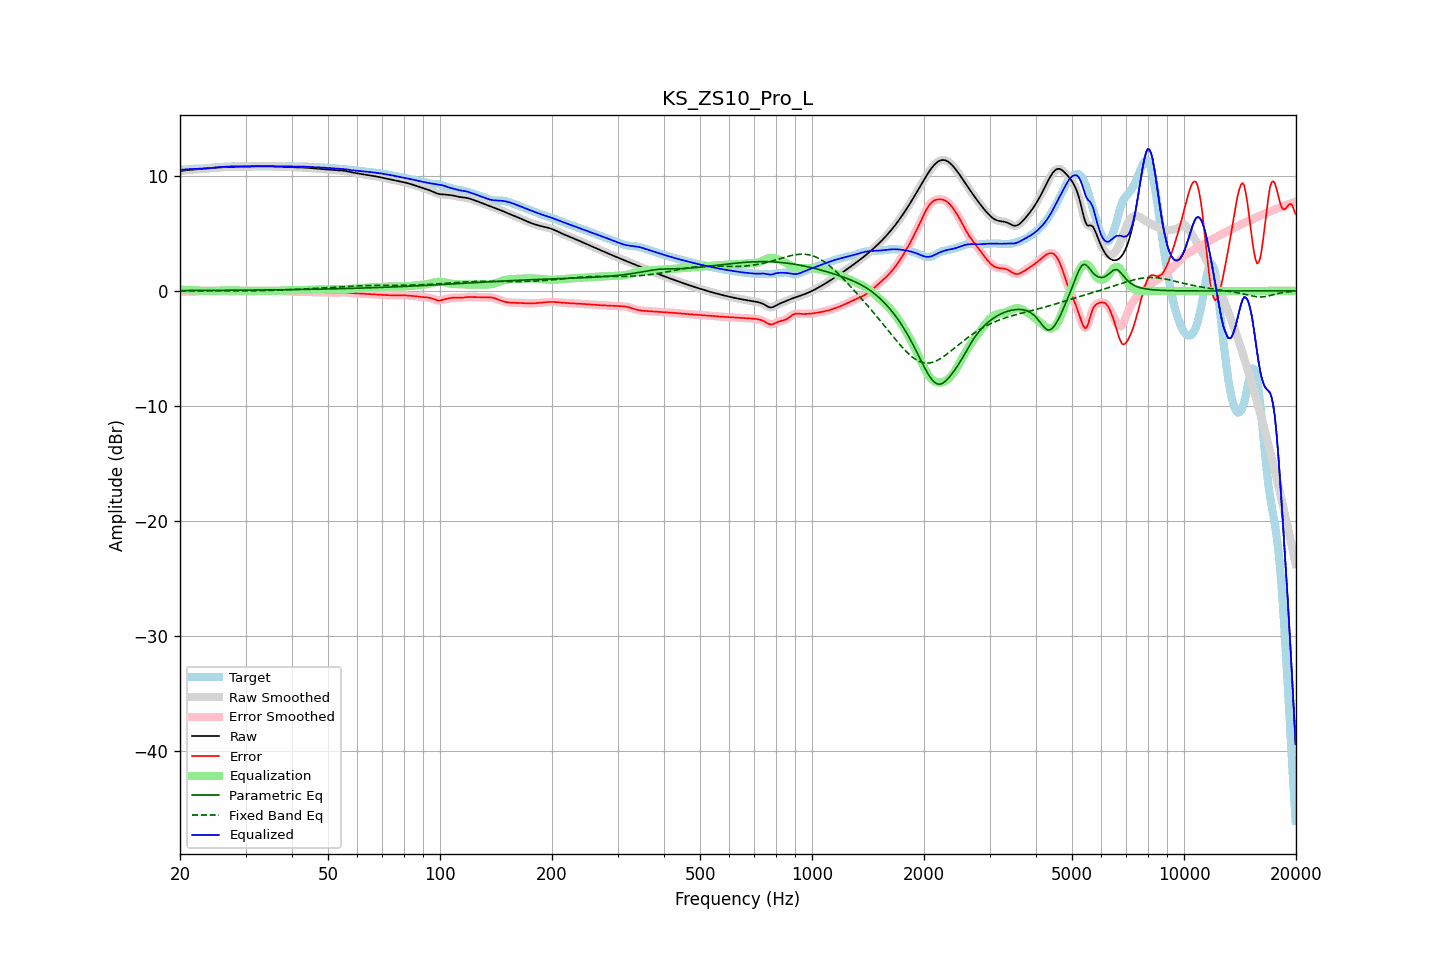 KS_ZS10_Pro_L
10
0
−10
−20
−30
−40
Amplitude (dBr)
Target
Raw Smoothed
Error Smoothed
Raw
Error
Equalization
Parametric Eq
Fixed Band Eq
Equalized
20 50 100 200 500 1000 2000 5000 10000 20000
Frequency (Hz)